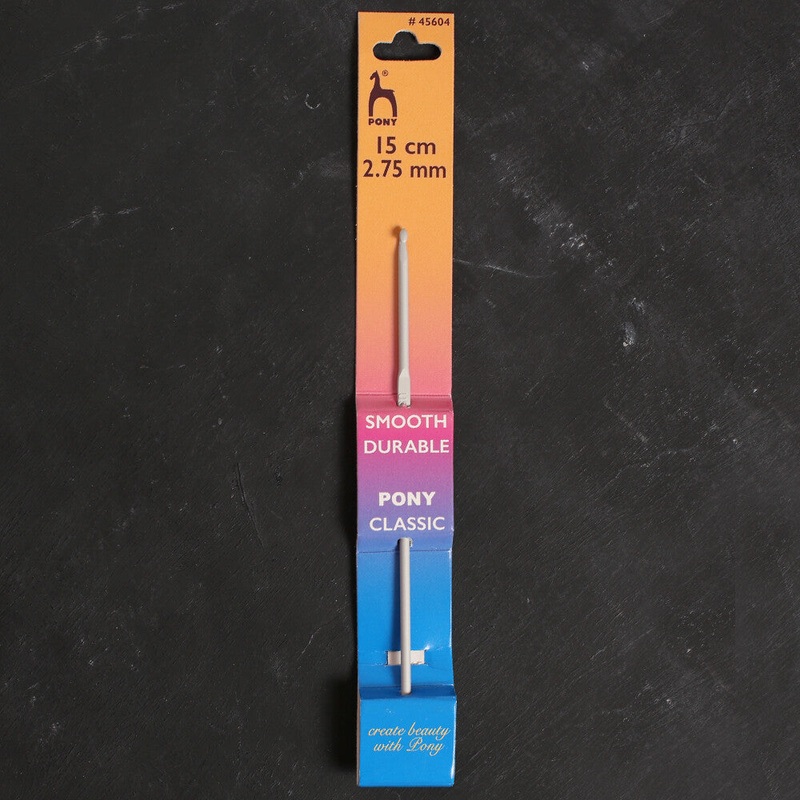 # 45604
PONY
15 cm
2.75 mm
SMOOTH
DURABLE
PONY
CLASSIC
create beauty
with Pony